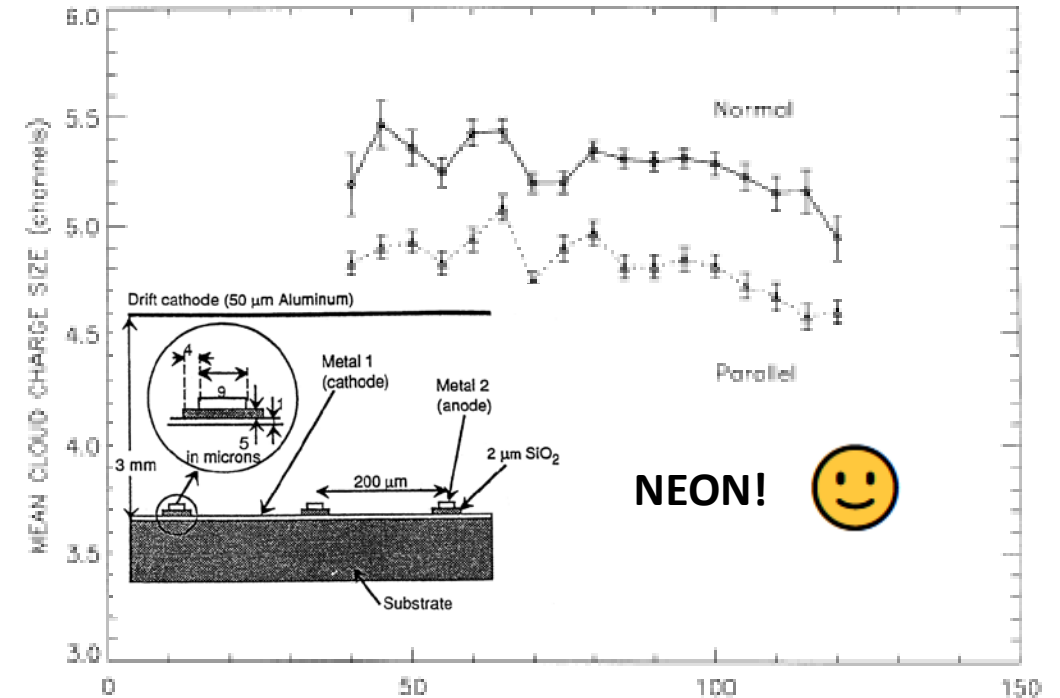 6.0
5.5
5.0
4.5
4.0
3.5
3.0
MEAN CLOUD CHARGE SIZE (channels)
Normal
Parallel
Drift cathode (50 μm Aluminum)
4
9
1
5
in microns
3 mm
Metal 1
(cathode)
Metal 2
(anode)
2 μm SiO₂
200 μm
Substrate
NEON!
0
50
100
150